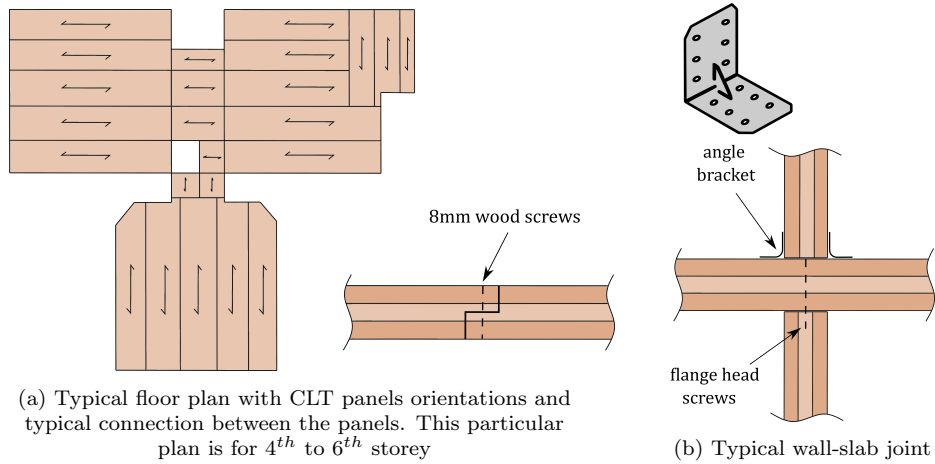 8mm wood screws
angle
bracket
flange head
screws
(a) Typical floor plan with CLT panels orientations and
typical connection between the panels. This particular
plan is for 4th to 6th storey
(b) Typical wall-slab joint